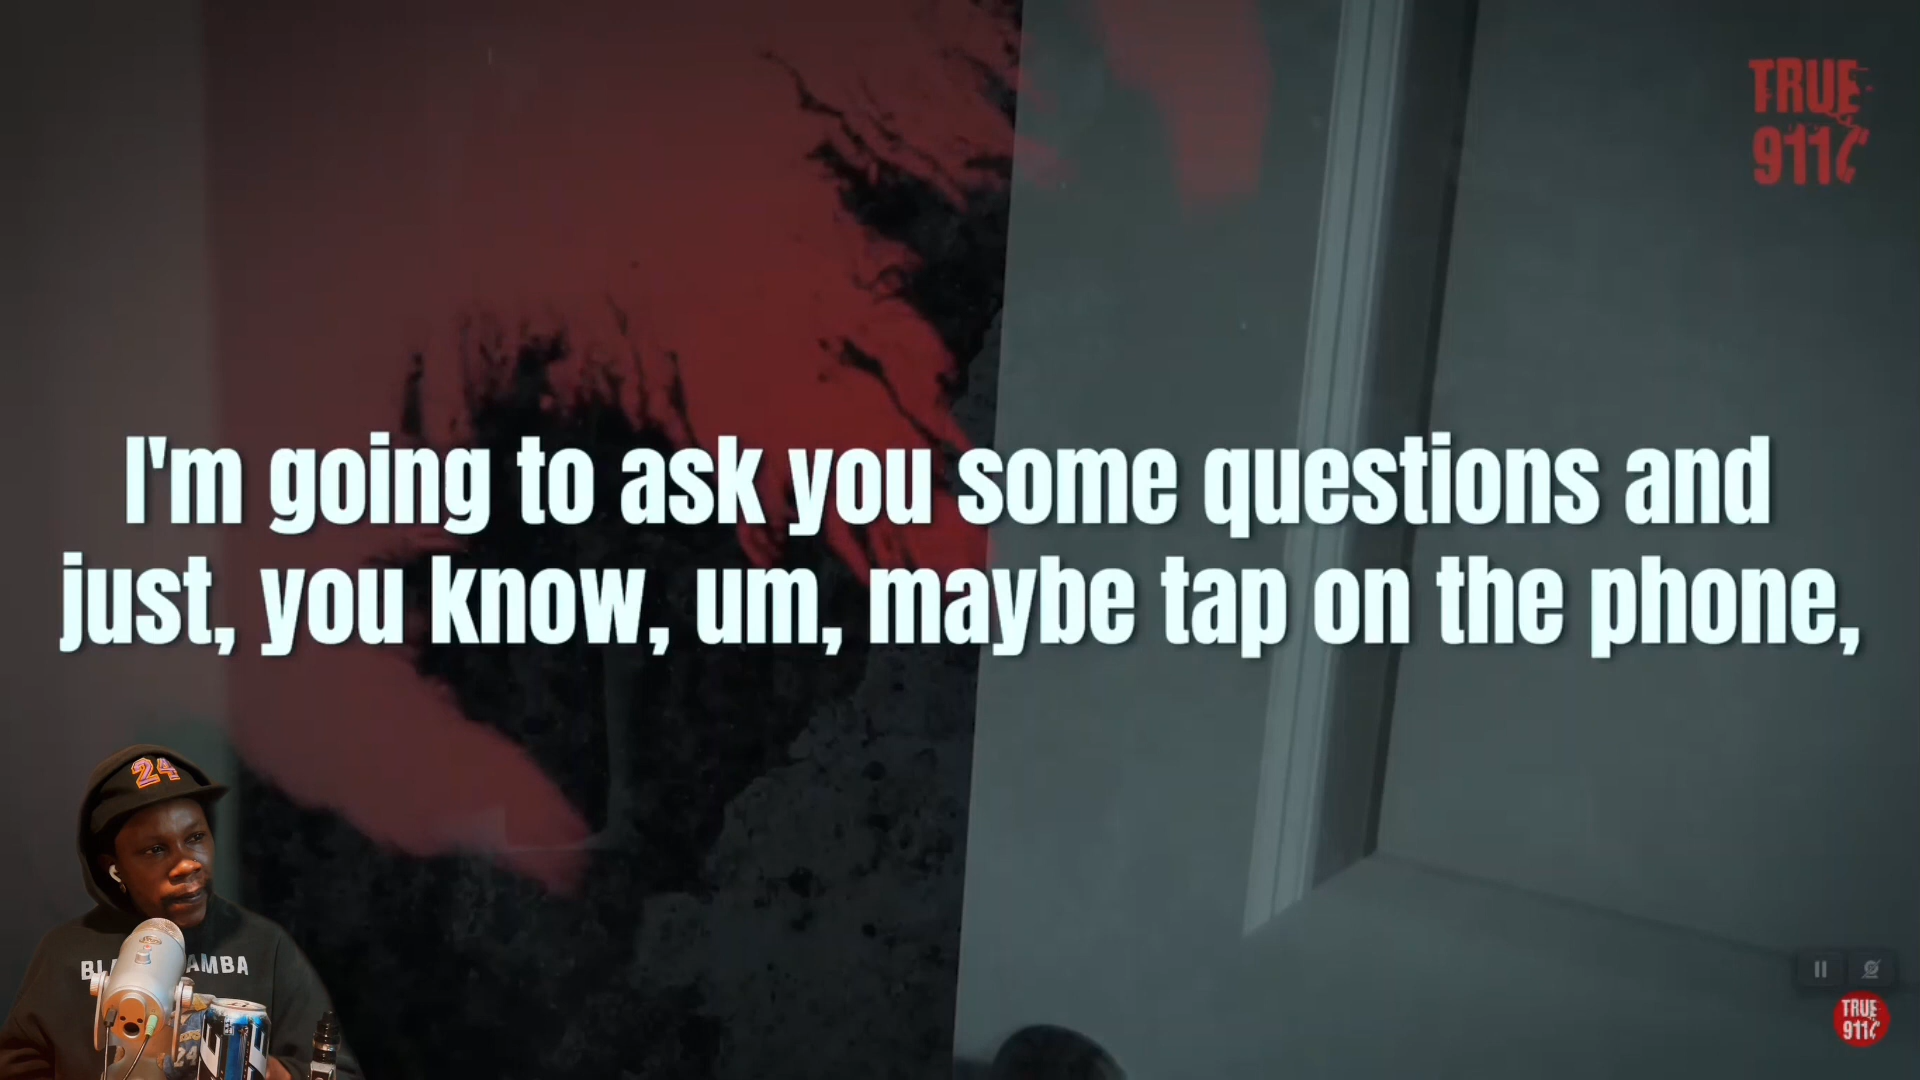 TRUE
911
I'm going to ask you some questions and
just, you know, um, maybe tap on the phone,
24
AMBA
24
TRUE
911